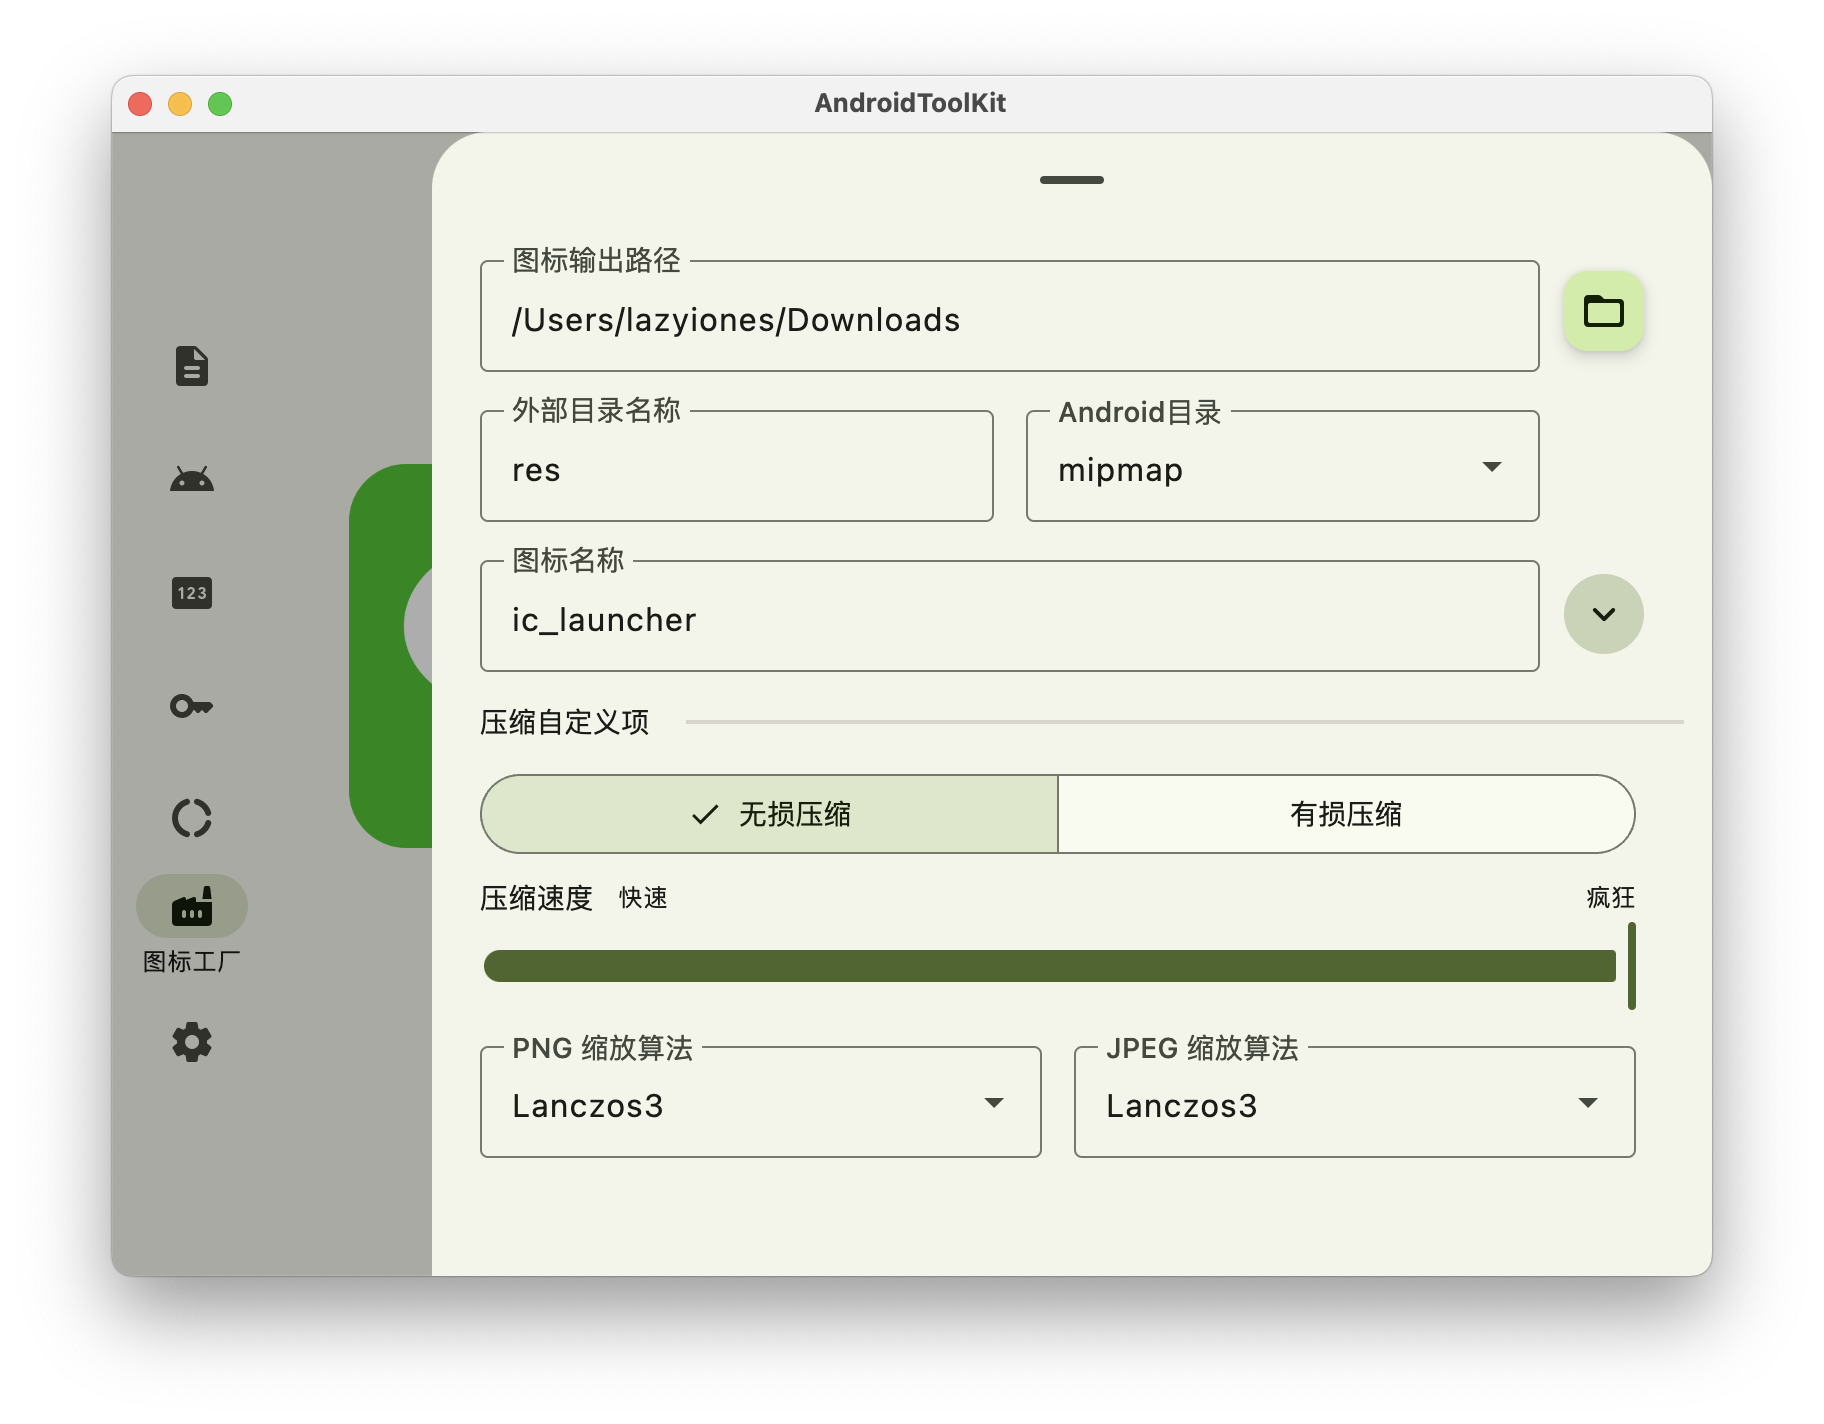 AndroidToolKit
图标输出路径
/Users/lazyiones/Downloads
外部目录名称
Android目录
res
mipmap
图标名称
ic_launcher
123
压缩自定义项
无损压缩
有损压缩
压缩速度 快速 疯狂
图标工厂
PNG 缩放算法
JPEG 缩放算法
Lanczos3
Lanczos3